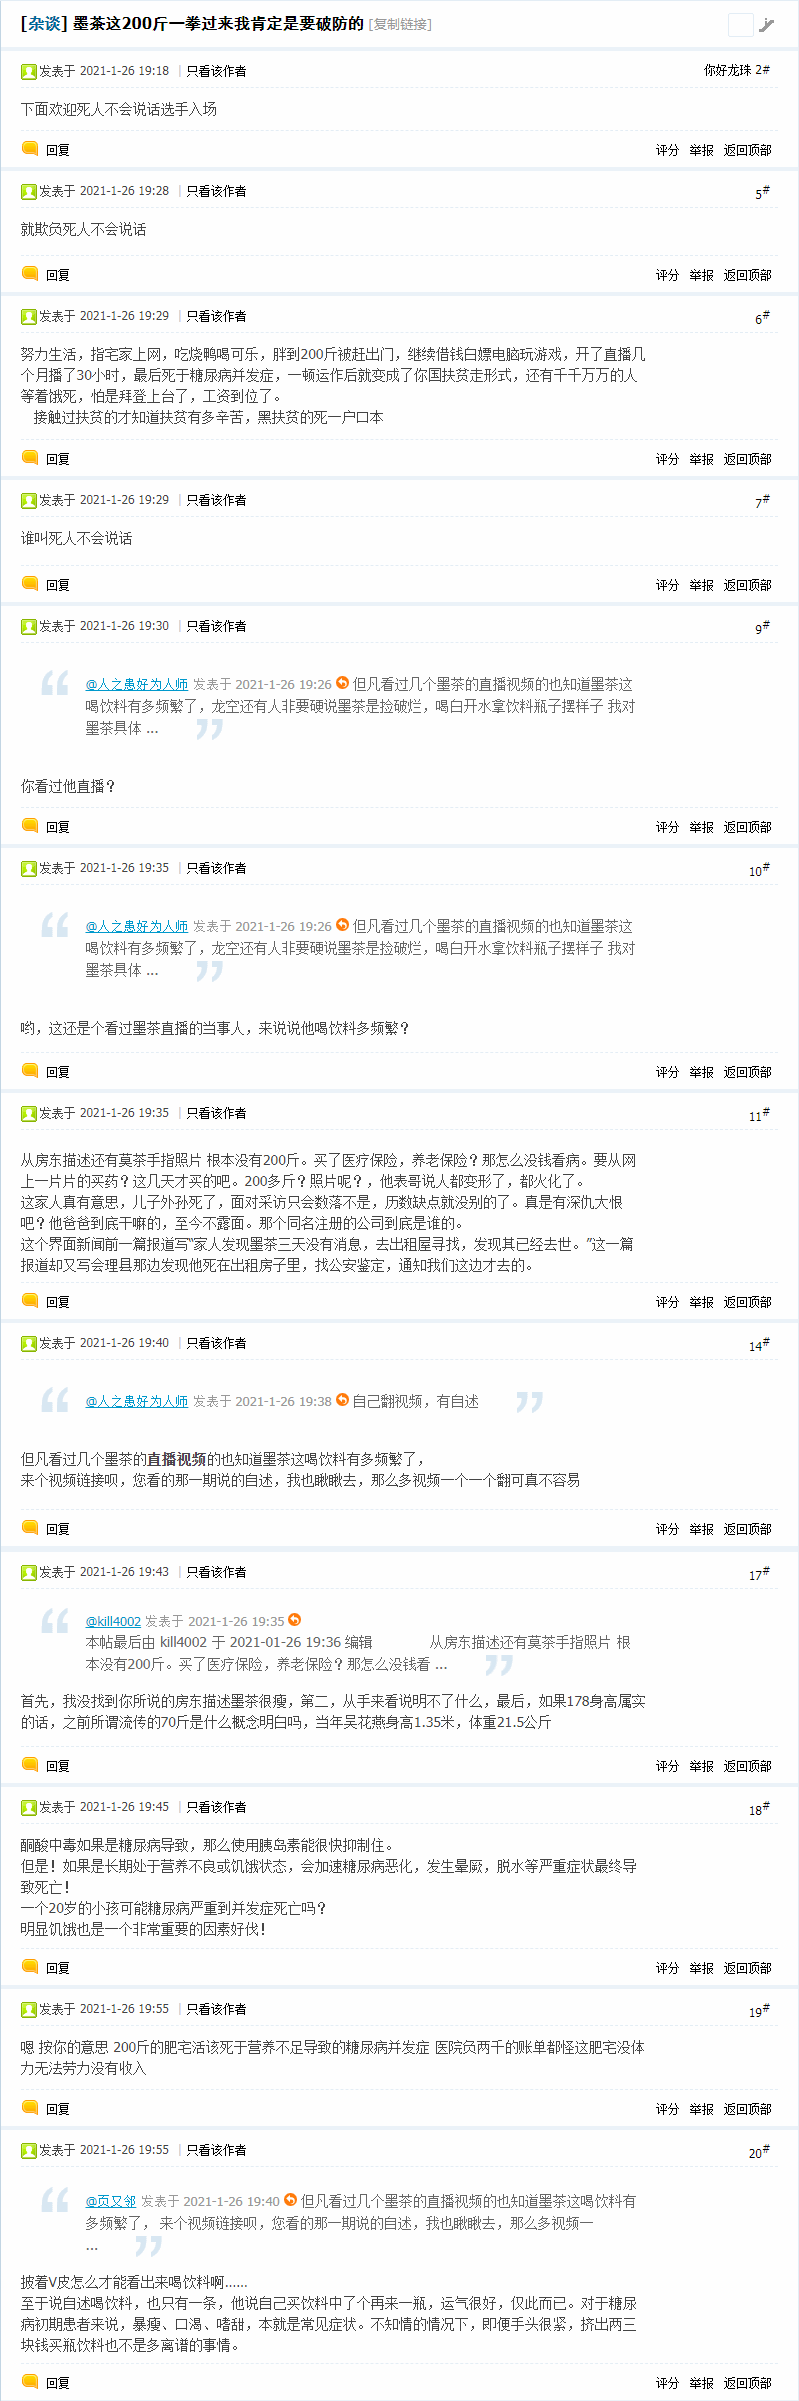 [杂谈] 墨茶这200斤一拳过来我肯定是要破防的 [复制链接]
发表于 2021-1-26 19:18 | 只看该作者 你好龙珠 2#
下面欢迎死人不会说话选手入场
回复 评分 举报 返回顶部
发表于 2021-1-26 19:28 | 只看该作者 5#
就欺负死人不会说话
回复 评分 举报 返回顶部
发表于 2021-1-26 19:29 | 只看该作者 6#
努力生活，指宅家上网，吃烧鸭喝可乐，胖到200斤被赶出门，继续借钱白嫖电脑玩游戏，开了直播几
个月播了30小时，最后死于糖尿病并发症，一顿运作后就变成了你国扶贫走形式，还有千千万万的人
等着饿死，怕是拜登上台了，工资到位了。
接触过扶贫的才知道扶贫有多辛苦，黑扶贫的死一户口本
回复 评分 举报 返回顶部
发表于 2021-1-26 19:29 | 只看该作者 7#
谁叫死人不会说话
回复 评分 举报 返回顶部
发表于 2021-1-26 19:30 | 只看该作者 9#
@人之患好为人师 发表于 2021-1-26 19:26 但凡看过几个墨茶的直播视频的也知道墨茶这
喝饮料有多频繁了，龙空还有人非要硬说墨茶是捡破烂，喝白开水拿饮料瓶子摆样子 我对
墨茶具体 ...
你看过他直播？
回复 评分 举报 返回顶部
发表于 2021-1-26 19:35 | 只看该作者 10#
@人之患好为人师 发表于 2021-1-26 19:26 但凡看过几个墨茶的直播视频的也知道墨茶这
喝饮料有多频繁了，龙空还有人非要硬说墨茶是捡破烂，喝白开水拿饮料瓶子摆样子 我对
墨茶具体 ...
哟，这还是个看过墨茶直播的当事人，来说说他喝饮料多频繁？
回复 评分 举报 返回顶部
发表于 2021-1-26 19:35 | 只看该作者 11#
从房东描述还有莫茶手指照片 根本没有200斤。买了医疗保险，养老保险？那怎么没钱看病。要从网
上一片片的买药？这几天才买的吧。200多斤？照片呢？，他表哥说人都变形了，都火化了。
这家人真有意思，儿子外孙死了，面对采访只会数落不是，历数缺点就没别的了。真是有深仇大恨
吧？他爸爸到底干嘛的，至今不露面。那个同名注册的公司到底是谁的。
这个界面新闻前一篇报道写“家人发现墨茶三天没有消息，去出租屋寻找，发现其已经去世。”这一篇
报道却又写会理县那边发现他死在出租房子里，找公安鉴定，通知我们这边才去的。
回复 评分 举报 返回顶部
发表于 2021-1-26 19:40 | 只看该作者 14#
@人之患好为人师 发表于 2021-1-26 19:38 自己翻视频，有自述
但凡看过几个墨茶的直播视频的也知道墨茶这喝饮料有多频繁了，
来个视频链接呗，您看的那一期说的自述，我也瞅瞅去，那么多视频一个一个翻可真不容易
回复 评分 举报 返回顶部
发表于 2021-1-26 19:43 | 只看该作者 17#
@kill4002 发表于 2021-1-26 19:35
本帖最后由 kill4002 于 2021-01-26 19:36 编辑 从房东描述还有莫茶手指照片 根
本没有200斤。买了医疗保险，养老保险？那怎么没钱看 ...
首先，我没找到你所说的房东描述墨茶很瘦，第二，从手来看说明不了什么，最后，如果178身高属实
的话，之前所谓流传的70斤是什么概念明白吗，当年吴花燕身高1.35米，体重21.5公斤
回复 评分 举报 返回顶部
发表于 2021-1-26 19:45 | 只看该作者 18#
酮酸中毒如果是糖尿病导致，那么使用胰岛素能很快抑制住。
但是！如果是长期处于营养不良或饥饿状态，会加速糖尿病恶化，发生晕厥，脱水等严重症状最终导
致死亡！
一个20岁的小孩可能糖尿病严重到并发症死亡吗？
明显饥饿也是一个非常重要的因素好伐！
回复 评分 举报 返回顶部
发表于 2021-1-26 19:55 | 只看该作者 19#
嗯 按你的意思 200斤的肥宅活该死于营养不足导致的糖尿病并发症 医院负两千的账单都怪这肥宅没体
力无法劳力没有收入
回复 评分 举报 返回顶部
发表于 2021-1-26 19:55 | 只看该作者 20#
@页又邻 发表于 2021-1-26 19:40 但凡看过几个墨茶的直播视频的也知道墨茶这喝饮料有
多频繁了， 来个视频链接呗，您看的那一期说的自述，我也瞅瞅去，那么多视频一
...
披着V皮怎么才能看出来喝饮料啊……
至于说自述喝饮料，也只有一条，他说自己买饮料中了个再来一瓶，运气很好，仅此而已。对于糖尿
病初期患者来说，暴瘦、口渴、嗜甜，本就是常见症状。不知情的情况下，即便手头很紧，挤出两三
块钱买瓶饮料也不是多离谱的事情。
回复 评分 举报 返回顶部